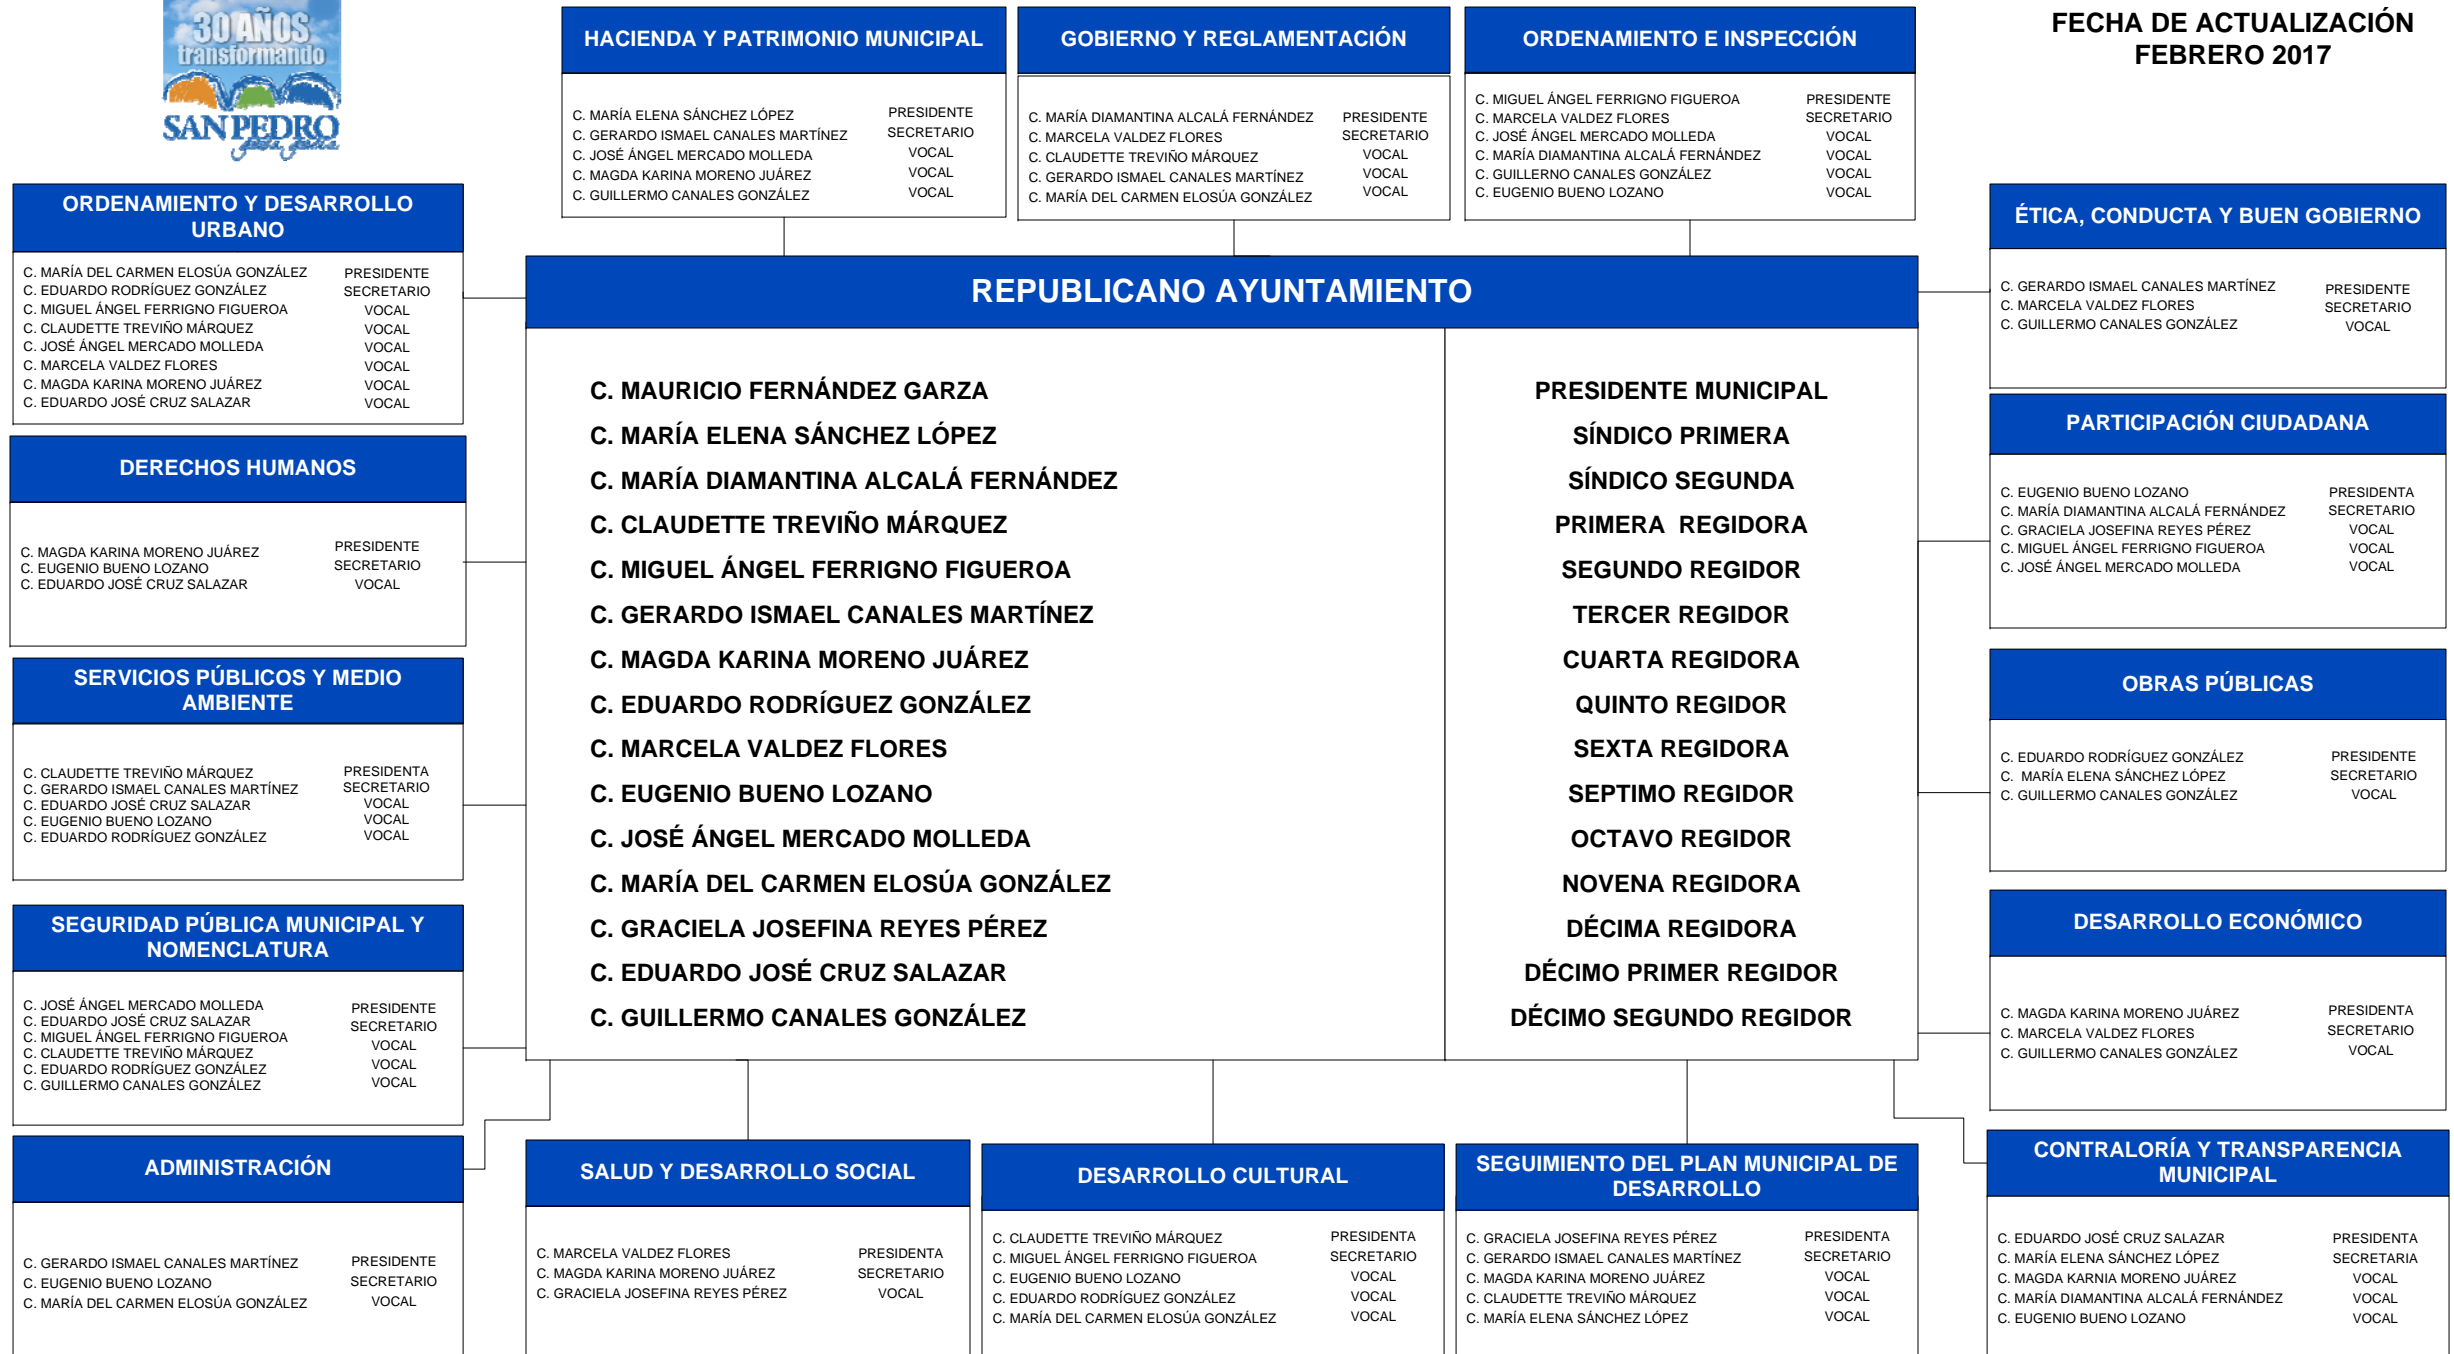 30 AÑOS
transformando
SAN PEDRO
Garza García
FECHA DE ACTUALIZACIÓN
FEBRERO 2017
HACIENDA Y PATRIMONIO MUNICIPAL
C. MARÍA ELENA SÁNCHEZ LÓPEZ PRESIDENTE
C. GERARDO ISMAEL CANALES MARTÍNEZ SECRETARIO
C. JOSÉ ÁNGEL MERCADO MOLLEDA VOCAL
C. MAGDA KARINA MORENO JUÁREZ VOCAL
C. GUILLERMO CANALES GONZÁLEZ VOCAL
GOBIERNO Y REGLAMENTACIÓN
C. MARÍA DIAMANTINA ALCALÁ FERNÁNDEZ PRESIDENTE
C. MARCELA VALDEZ FLORES SECRETARIO
C. CLAUDETTE TREVIÑO MÁRQUEZ VOCAL
C. GERARDO ISMAEL CANALES MARTÍNEZ VOCAL
C. MARÍA DEL CARMEN ELOSÚA GONZÁLEZ VOCAL
ORDENAMIENTO E INSPECCIÓN
C. MIGUEL ÁNGEL FERRIGNO FIGUEROA PRESIDENTE
C. MARCELA VALDEZ FLORES SECRETARIO
C. JOSÉ ÁNGEL MERCADO MOLLEDA VOCAL
C. MARÍA DIAMANTINA ALCALÁ FERNÁNDEZ VOCAL
C. GUILLERNO CANALES GONZÁLEZ VOCAL
C. EUGENIO BUENO LOZANO VOCAL
ORDENAMIENTO Y DESARROLLO
URBANO
C. MARÍA DEL CARMEN ELOSÚA GONZÁLEZ PRESIDENTE
C. EDUARDO RODRÍGUEZ GONZÁLEZ SECRETARIO
C. MIGUEL ÁNGEL FERRIGNO FIGUEROA VOCAL
C. CLAUDETTE TREVIÑO MÁRQUEZ VOCAL
C. JOSÉ ÁNGEL MERCADO MOLLEDA VOCAL
C. MARCELA VALDEZ FLORES VOCAL
C. MAGDA KARINA MORENO JUÁREZ VOCAL
C. EDUARDO JOSÉ CRUZ SALAZAR VOCAL
DERECHOS HUMANOS
C. MAGDA KARINA MORENO JUÁREZ PRESIDENTE
C. EUGENIO BUENO LOZANO SECRETARIO
C. EDUARDO JOSÉ CRUZ SALAZAR VOCAL
SERVICIOS PÚBLICOS Y MEDIO
AMBIENTE
C. CLAUDETTE TREVIÑO MÁRQUEZ PRESIDENTA
C. GERARDO ISMAEL CANALES MARTÍNEZ SECRETARIO
C. EDUARDO JOSÉ CRUZ SALAZAR VOCAL
C. EUGENIO BUENO LOZANO VOCAL
C. EDUARDO RODRÍGUEZ GONZÁLEZ VOCAL
SEGURIDAD PÚBLICA MUNICIPAL Y
NOMENCLATURA
C. JOSÉ ÁNGEL MERCADO MOLLEDA PRESIDENTE
C. EDUARDO JOSÉ CRUZ SALAZAR SECRETARIO
C. MIGUEL ÁNGEL FERRIGNO FIGUEROA VOCAL
C. CLAUDETTE TREVIÑO MÁRQUEZ VOCAL
C. EDUARDO RODRÍGUEZ GONZÁLEZ VOCAL
C. GUILLERMO CANALES GONZÁLEZ
REPUBLICANO AYUNTAMIENTO
C. MAURICIO FERNÁNDEZ GARZA PRESIDENTE MUNICIPAL
C. MARÍA ELENA SÁNCHEZ LÓPEZ SÍNDICO PRIMERA
C. MARÍA DIAMANTINA ALCALÁ FERNÁNDEZ SÍNDICO SEGUNDA
C. CLAUDETTE TREVIÑO MÁRQUEZ PRIMERA REGIDORA
C. MIGUEL ÁNGEL FERRIGNO FIGUEROA SEGUNDO REGIDOR
C. GERARDO ISMAEL CANALES MARTÍNEZ TERCER REGIDOR
C. MAGDA KARINA MORENO JUÁREZ CUARTA REGIDORA
C. EDUARDO RODRÍGUEZ GONZÁLEZ QUINTO REGIDOR
C. MARCELA VALDEZ FLORES SEXTA REGIDORA
C. EUGENIO BUENO LOZANO SEPTIMO REGIDOR
C. JOSÉ ÁNGEL MERCADO MOLLEDA OCTAVO REGIDOR
C. MARÍA DEL CARMEN ELOSÚA GONZÁLEZ NOVENA REGIDORA
C. GRACIELA JOSEFINA REYES PÉREZ DÉCIMA REGIDORA
C. EDUARDO JOSÉ CRUZ SALAZAR DÉCIMO PRIMER REGIDOR
C. GUILLERMO CANALES GONZÁLEZ DÉCIMO SEGUNDO REGIDOR
ÉTICA, CONDUCTA Y BUEN GOBIERNO
C. GERARDO ISMAEL CANALES MARTÍNEZ PRESIDENTE
C. MARCELA VALDEZ FLORES SECRETARIO
C. GUILLERMO CANALES GONZÁLEZ VOCAL
PARTICIPACIÓN CIUDADANA
C. EUGENIO BUENO LOZANO PRESIDENTA
C. MARÍA DIAMANTINA ALCALÁ FERNÁNDEZ SECRETARIO
C. GRACIELA JOSEFINA REYES PÉREZ VOCAL
C. MIGUEL ÁNGEL FERRIGNO FIGUEROA VOCAL
C. JOSÉ ÁNGEL MERCADO MOLLEDA VOCAL
OBRAS PÚBLICAS
C. EDUARDO RODRÍGUEZ GONZÁLEZ PRESIDENTE
C. MARÍA ELENA SÁNCHEZ LÓPEZ SECRETARIO
C. GUILLERMO CANALES GONZÁLEZ VOCAL
DESARROLLO ECONÓMICO
C. MAGDA KARINA MORENO JUÁREZ PRESIDENTA
C. MARCELA VALDEZ FLORES SECRETARIO
C. GUILLERMO CANALES GONZÁLEZ VOCAL
ADMINISTRACIÓN
C. GERARDO ISMAEL CANALES MARTÍNEZ PRESIDENTE
C. EUGENIO BUENO LOZANO SECRETARIO
C. MARÍA DEL CARMEN ELOSÚA GONZÁLEZ VOCAL
SALUD Y DESARROLLO SOCIAL
C. MARCELA VALDEZ FLORES PRESIDENTA
C. MAGDA KARINA MORENO JUÁREZ SECRETARIO
C. GRACIELA JOSEFINA REYES PÉREZ VOCAL
DESARROLLO CULTURAL
C. CLAUDETTE TREVIÑO MÁRQUEZ PRESIDENTA
C. MIGUEL ÁNGEL FERRIGNO FIGUEROA SECRETARIO
C. EUGENIO BUENO LOZANO VOCAL
C. EDUARDO RODRÍGUEZ GONZÁLEZ VOCAL
C. MARÍA DEL CARMEN ELOSÚA GONZÁLEZ VOCAL
SEGUIMIENTO DEL PLAN MUNICIPAL DE
DESARROLLO
C. GRACIELA JOSEFINA REYES PÉREZ PRESIDENTA
C. GERARDO ISMAEL CANALES MARTÍNEZ SECRETARIO
C. MAGDA KARINA MORENO JUÁREZ VOCAL
C. CLAUDETTE TREVIÑO MÁRQUEZ VOCAL
C. MARÍA ELENA SÁNCHEZ LÓPEZ VOCAL
CONTRALORÍA Y TRANSPARENCIA
MUNICIPAL
C. EDUARDO JOSÉ CRUZ SALAZAR PRESIDENTA
C. MARÍA ELENA SÁNCHEZ LÓPEZ SECRETARIA
C. MAGDA KARNIA MORENO JUÁREZ VOCAL
C. MARÍA DIAMANTINA ALCALÁ FERNÁNDEZ VOCAL
C. EUGENIO BUENO LOZANO VOCAL